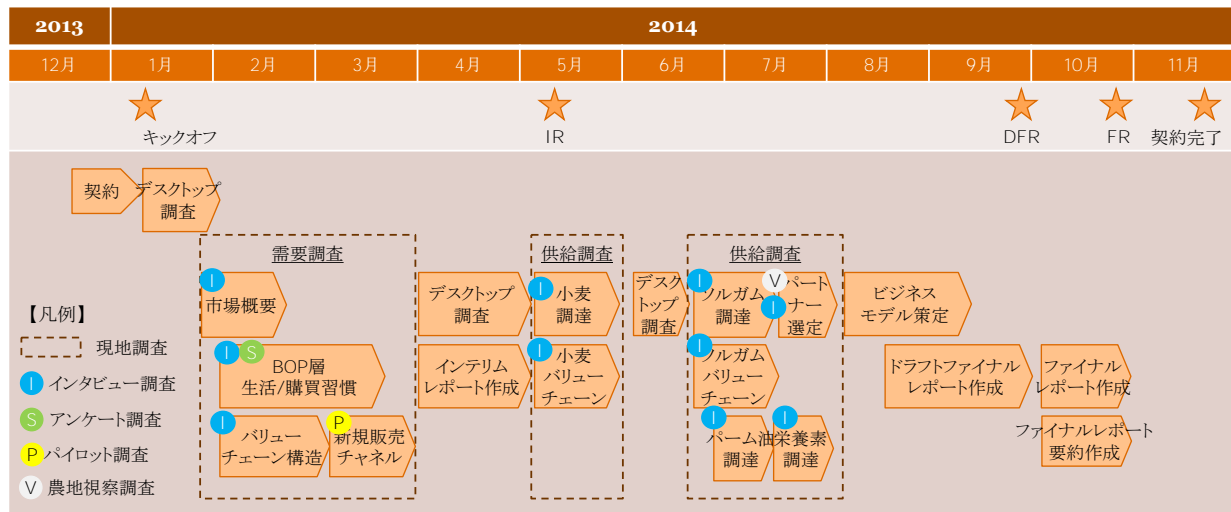 2013
2014
12月
1月
2月
3月
4月
5月
6月
7月
8月
9月
10月
11月
キックオフ
IR
DFR
FR
契約完了
契約
デスクトップ
調査
需要調査
供給調査
供給調査
I
市場概要
デスクトップ
調査
I
小麦
調達
デスク
トップ
調査
I
ソルガム
調達
V
I
パート
ナー
選定
ビジネス
モデル策定
【凡例】
現地調査
I
インタビュー調査
S
アンケート調査
P
パイロット調査
V
農地視察調査
I
S
BOP層
生活/購買習慣
インテリム
レポート作成
I
小麦
バリュー
チェーン
I
ソルガム
バリュー
チェーン
ドラフトファイナル
レポート作成
ファイナル
レポート作成
I
バリュー
チェーン構造
P
新規販売
チャネル
I
パーム油
調達
I
栄養素
調達
ファイナルレポート
要約作成